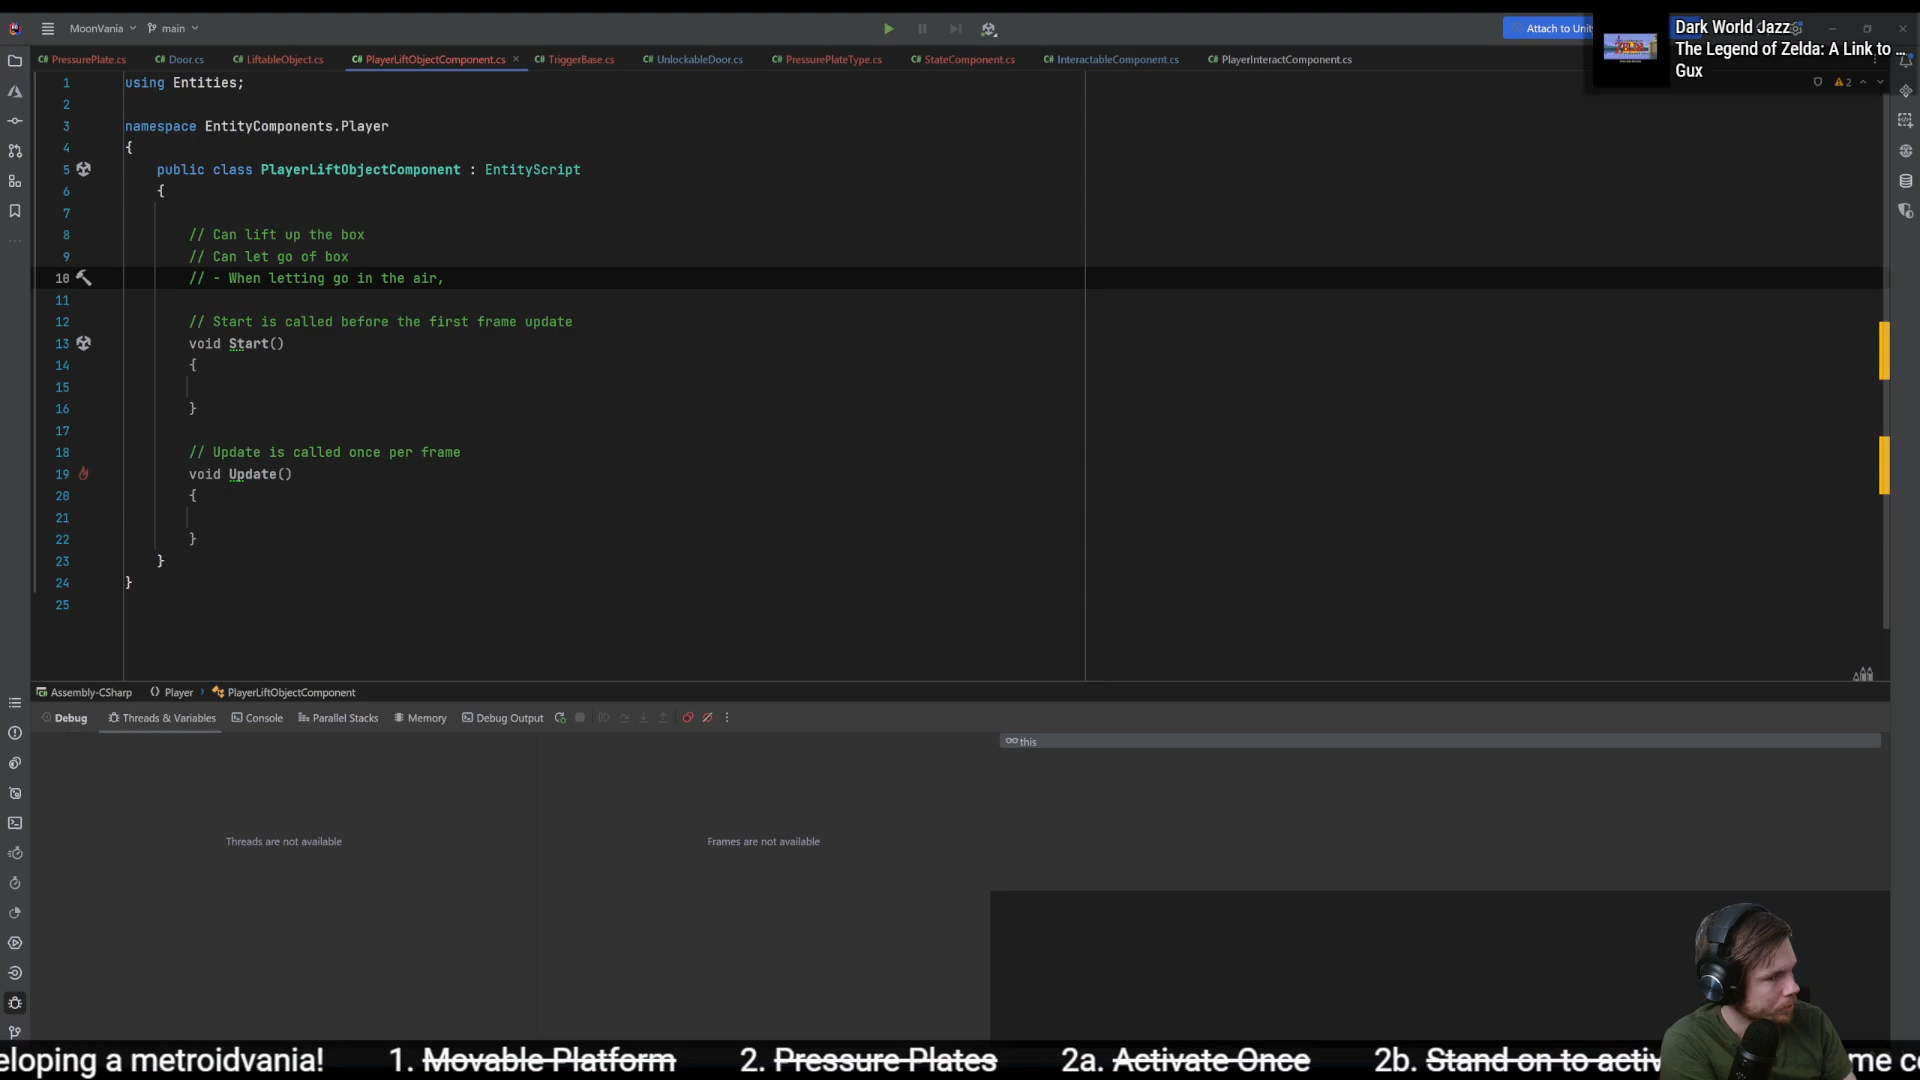 MoonVania
main
Attach to Unit
Dark World Jazz
The Legend of Zelda: A Link to ...
Gux
PressurePlate.cs
Door.cs
LiftableObject.cs
PlayerLiftObjectComponent.cs
TriggerBase.cs
UnlockableDoor.cs
PressurePlateType.cs
StateComponent.cs
InteractableComponent.cs
PlayerInteractComponent.cs
2
1 using Entities;
2
3 namespace EntityComponents.Player
4 {
5 public class PlayerLiftObjectComponent : EntityScript
6 {
7
8 // Can lift up the box
9 // Can let go of box
10 // - When letting go in the air,
11
12 // Start is called before the first frame update
13 void Start()
14 {
15
16 }
17
18 // Update is called once per frame
19 void Update()
20 {
21
22 }
23 }
24 }
25
Assembly-CSharp
Player
PlayerLiftObjectComponent
Debug
Threads & Variables
Console
Parallel Stacks
Memory
Debug Output
this
Threads are not available
Frames are not available
eloping a metroidvania! 1. Movable Platform 2. Pressure Plates 2a. Activate Once 2b. Stand on to activ me c